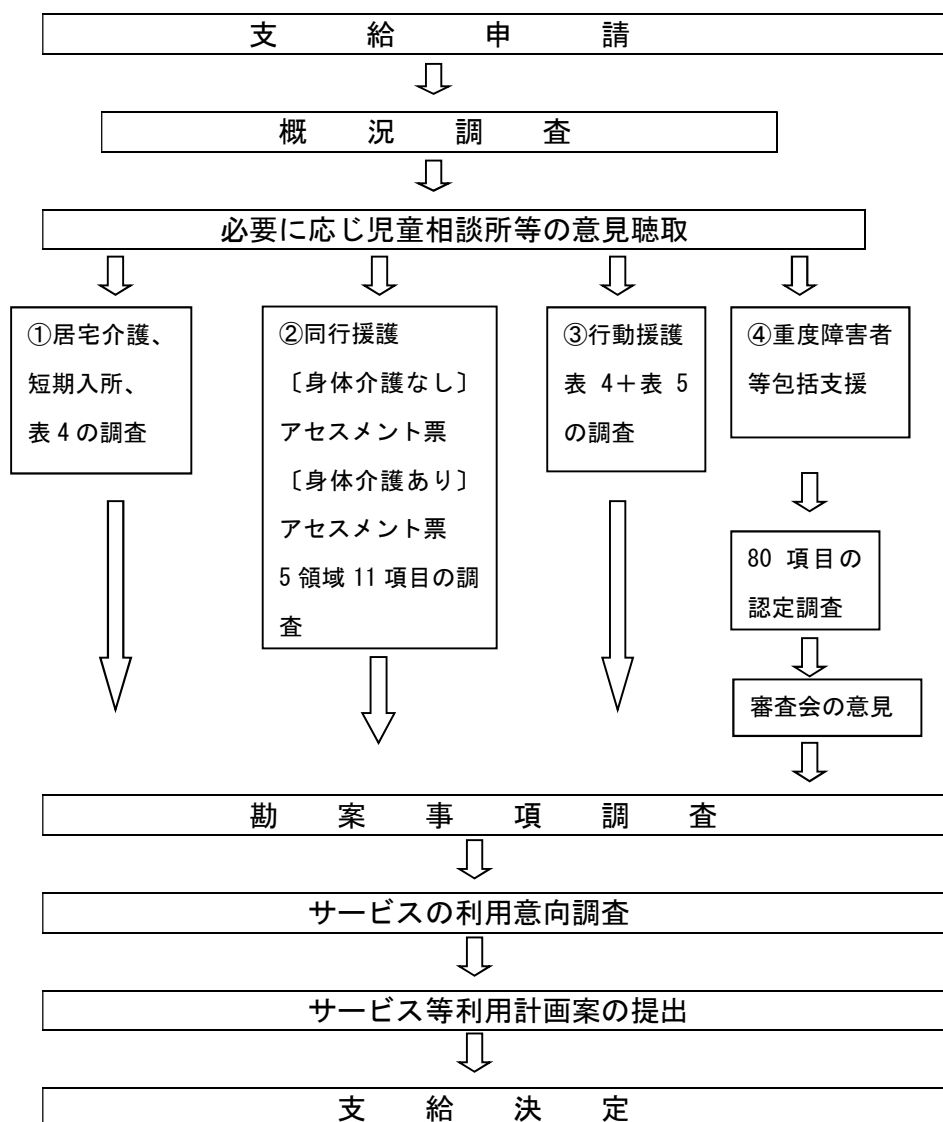 支給申請
概況調査
必要に応じ児童相談所等の意見聴取
①居宅介護、
短期入所、
表4の調査
②同行援護
〔身体介護なし〕
アセスメント票
〔身体介護あり〕
アセスメント票
5領域11項目の調
査
③行動援護
表4＋表5
の調査
④重度障害者
等包括支援
80項目の
認定調査
審査会の意見
勘案事項調査
サービスの利用意向調査
サービス等利用計画案の提出
支給決定